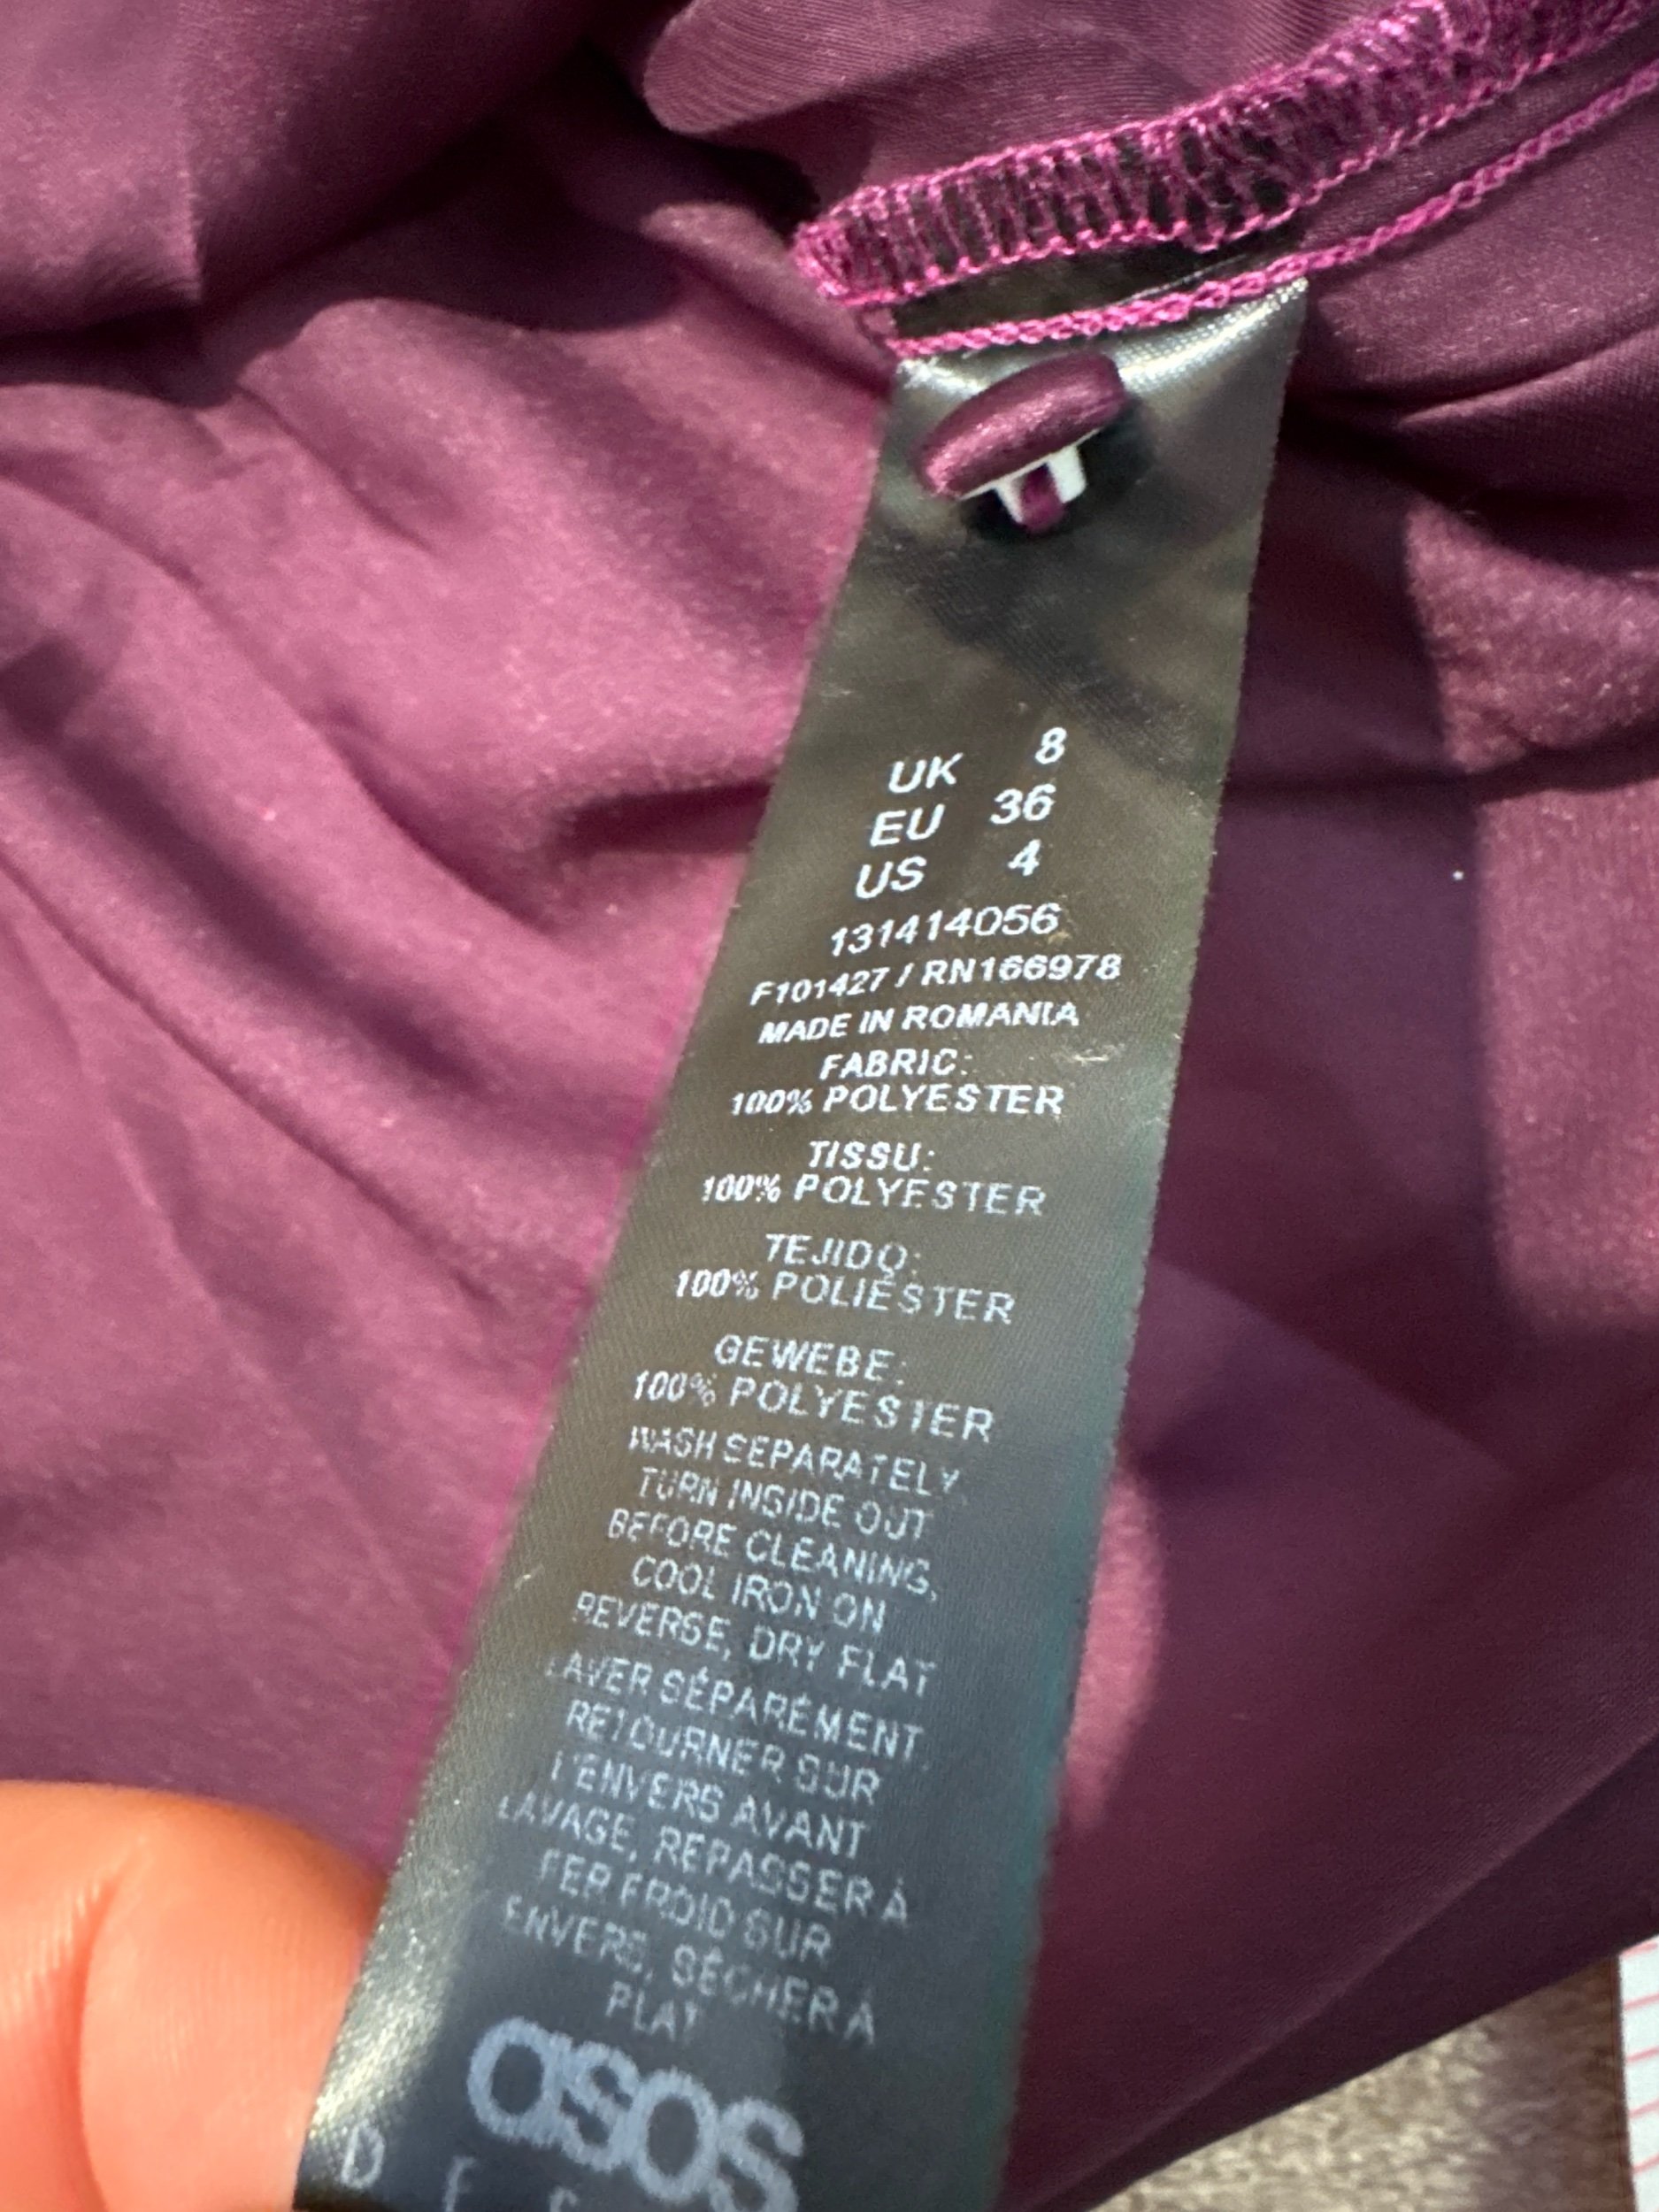 UK 8
EU 36
US 4
131414056
F101427 / RN166978
MADE IN ROMANIA
FABRIC:
100% POLYESTER
TISSU:
100% POLYESTER
TEJIDO:
100% POLIÉSTER
GEWEBE:
100% POLYESTER
WASH SEPARATELY,
TURN INSIDE OUT
BEFORE CLEANING,
COOL IRON ON
REVERSE, DRY FLAT
LAVER SÉPARÉMENT,
RETOURNER SUR
L'ENVERS AVANT
LAVAGE, REPASSER À
FER FROID SUR
ENVERS, SÉCHER À
PLAT
asos